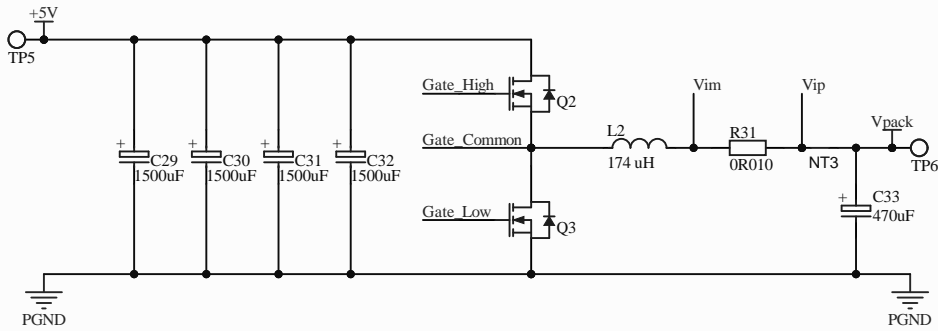 +5V
TP5
Gate_High
Q2
Vim
Vip
Vpack
Gate_Common
L2
174 uH
R31
0R010
NT3
TP6
+
C29
1500uF
+
C30
1500uF
+
C31
1500uF
+
C32
1500uF
Gate_Low
Q3
+
C33
470uF
PGND
PGND